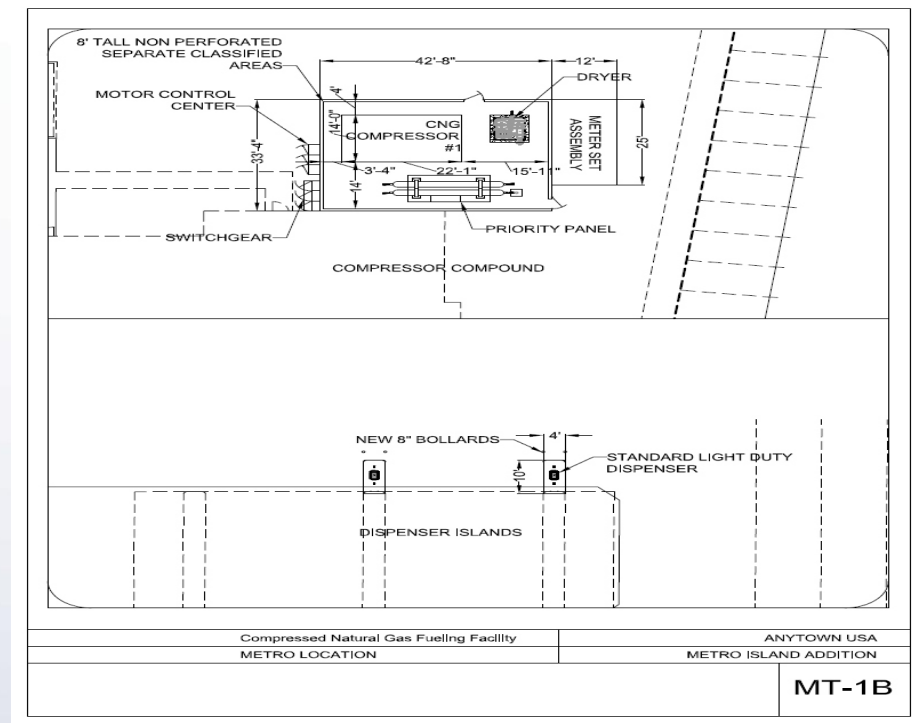 8' TALL NON PERFORATED
SEPARATE CLASSIFIED
AREAS
42'-8"
12'
DRYER
MOTOR CONTROL
CENTER
4'
14'-0"
CNG
COMPRESSOR
#1
METER SET
ASSEMBLY
25'
33'-4"
3'-4"
22'-1"
15'-11"
14'
SWITCHGEAR
PRIORITY PANEL
COMPRESSOR COMPOUND
NEW 8" BOLLARDS
4'
10'
STANDARD LIGHT DUTY
DISPENSER
DISPENSER ISLANDS
Compressed Natural Gas Fueling Facility
ANYTOWN USA
METRO LOCATION
METRO ISLAND ADDITION
MT-1B